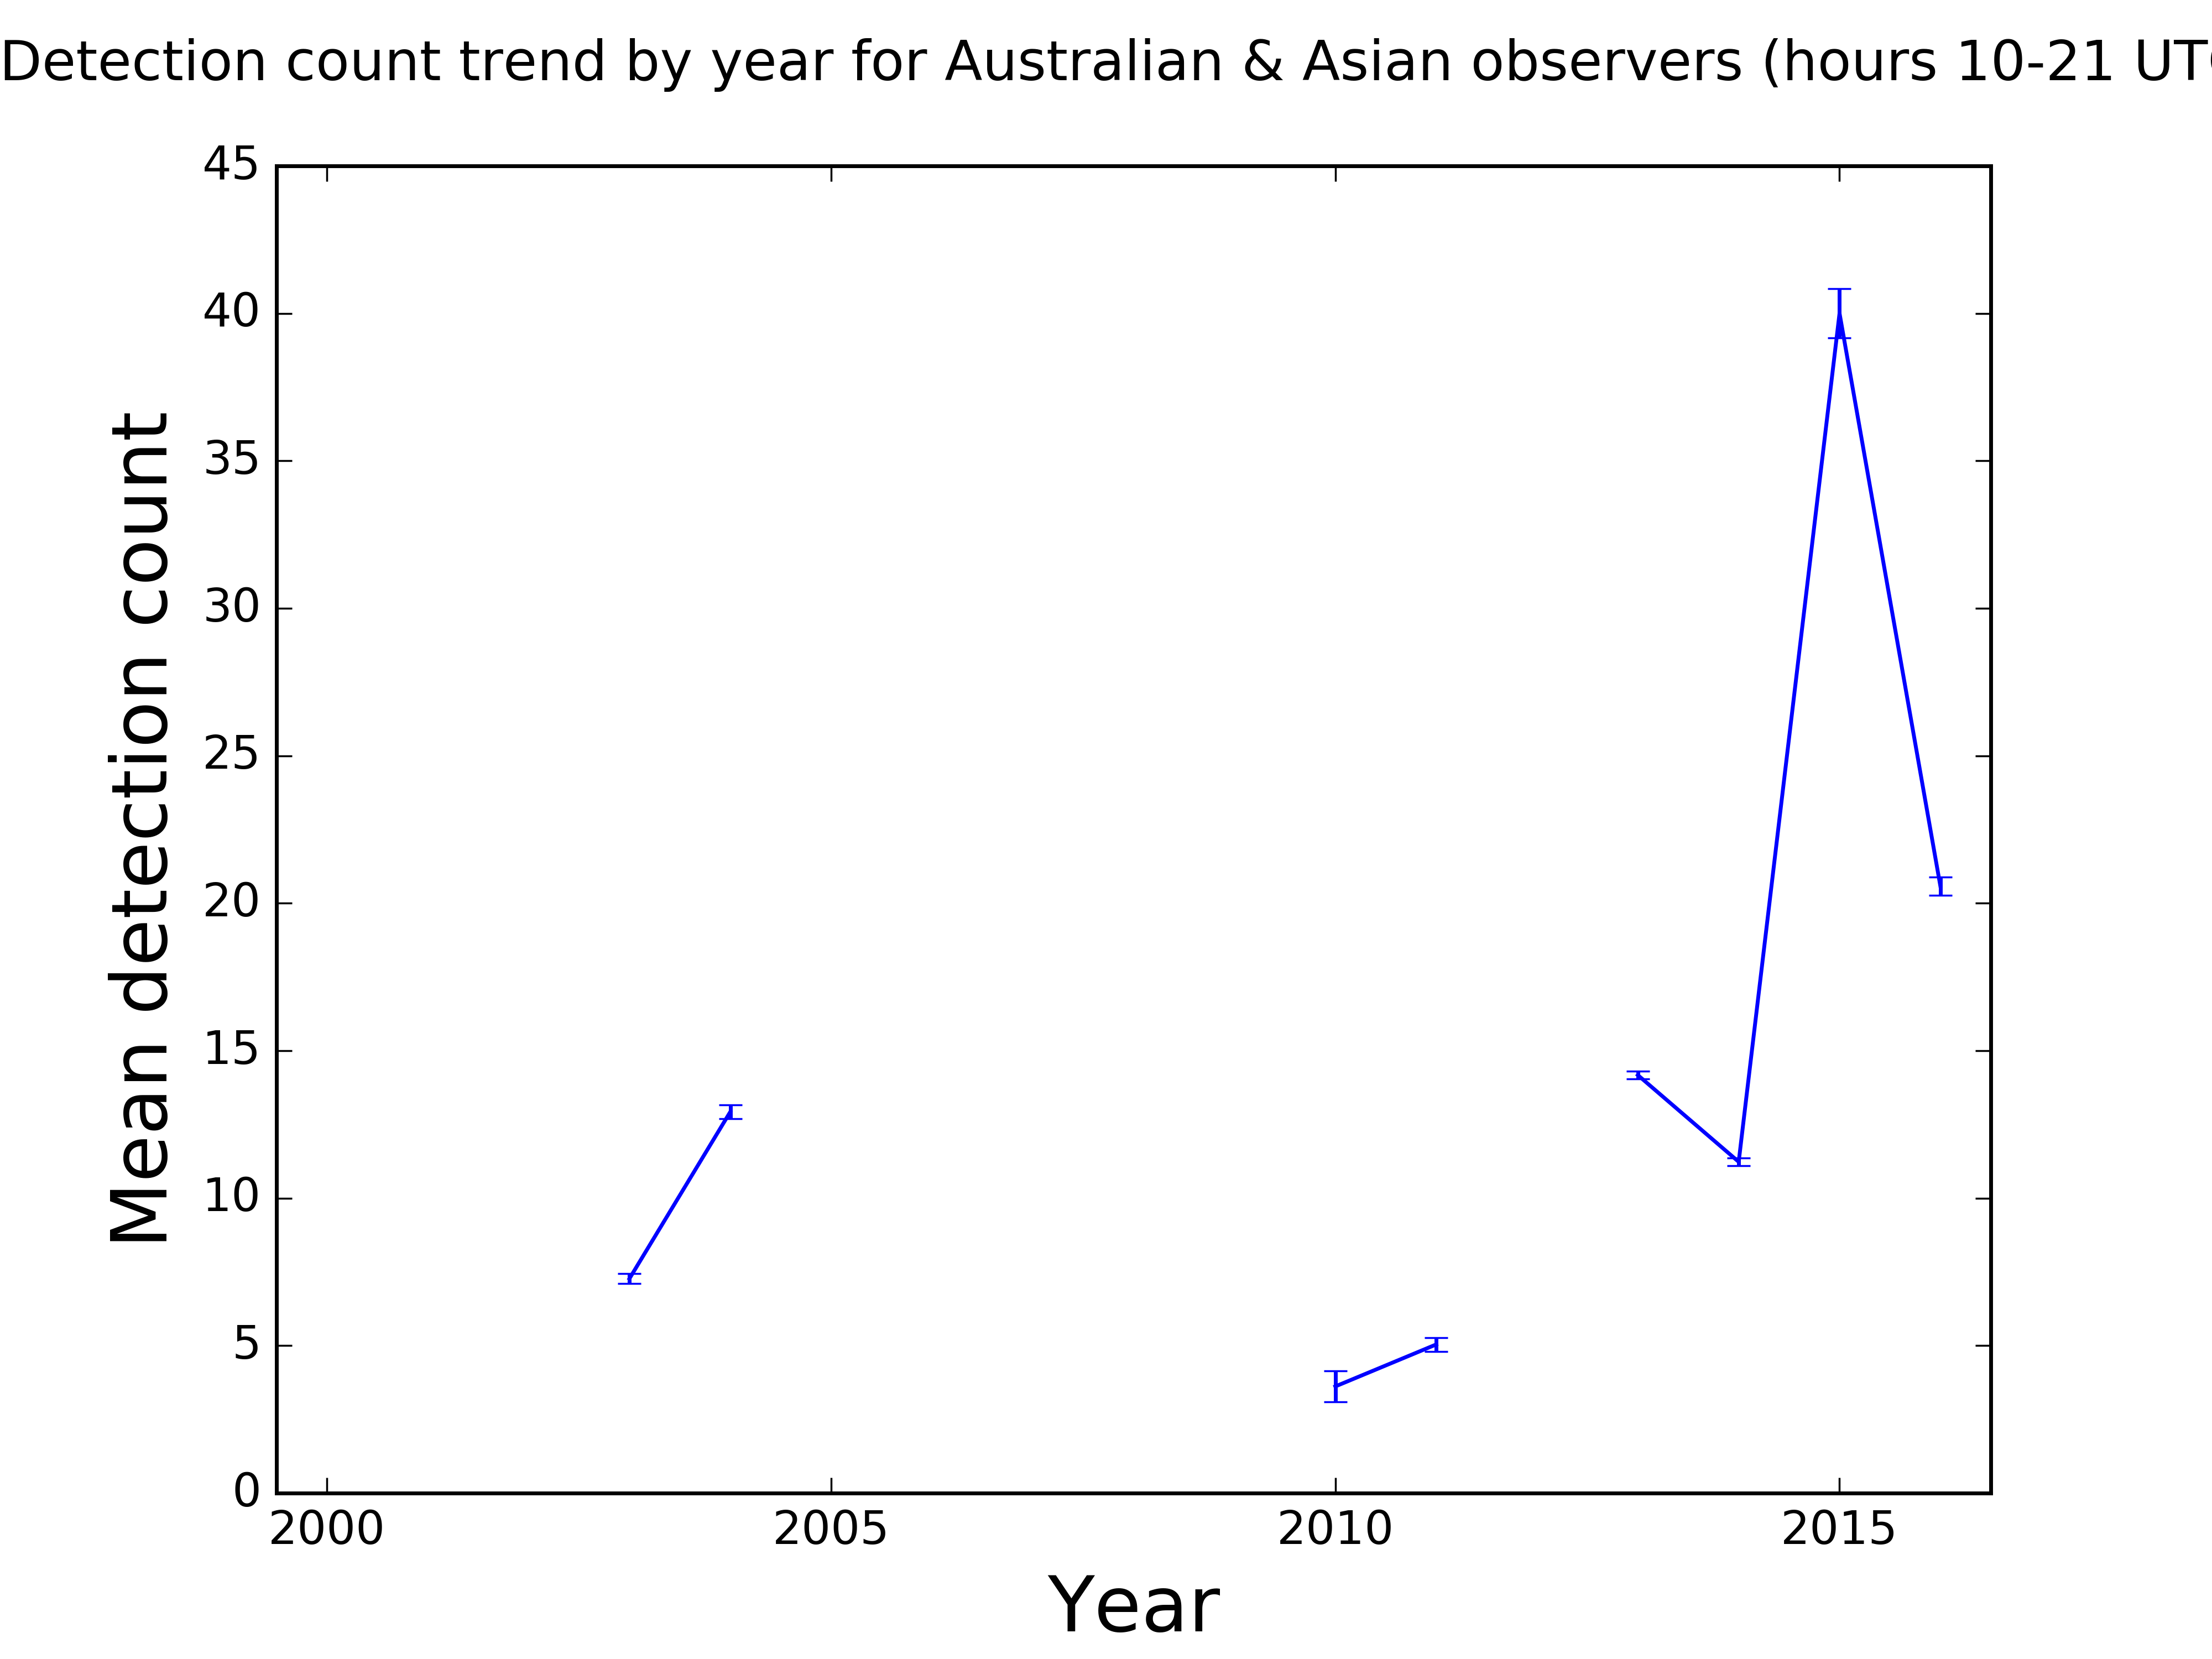 Detection count trend by year for Australian & Asian observers (hours 10-21
45
40
35
30
25
20
15
10
5
0
Mean detection count
2000 2005 2010 2015
Year